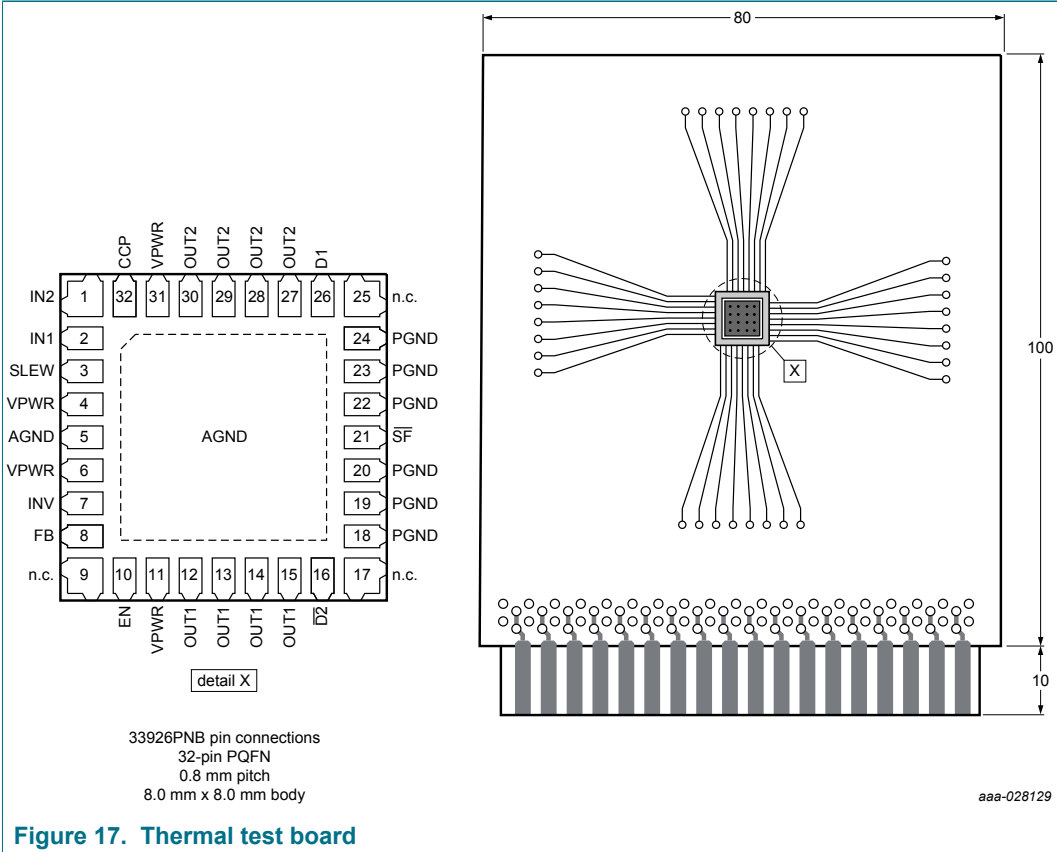 80
100
10
X
CCP
VPWR
OUT2
OUT2
OUT2
OUT2
D1
32
31
30
29
28
27
26
IN2 1
25 n.c.
IN1 2
24 PGND
SLEW 3
23 PGND
VPWR 4
22 PGND
AGND 5
AGND
21 S̅F̅
VPWR 6
20 PGND
INV 7
19 PGND
FB 8
18 PGND
n.c. 9
10
11
12
13
14
15
16
17 n.c.
EN
VPWR
OUT1
OUT1
OUT1
OUT1
D̅2̅
detail X
33926PNB pin connections
32-pin PQFN
0.8 mm pitch
8.0 mm x 8.0 mm body
aaa-028129
Figure 17. Thermal test board